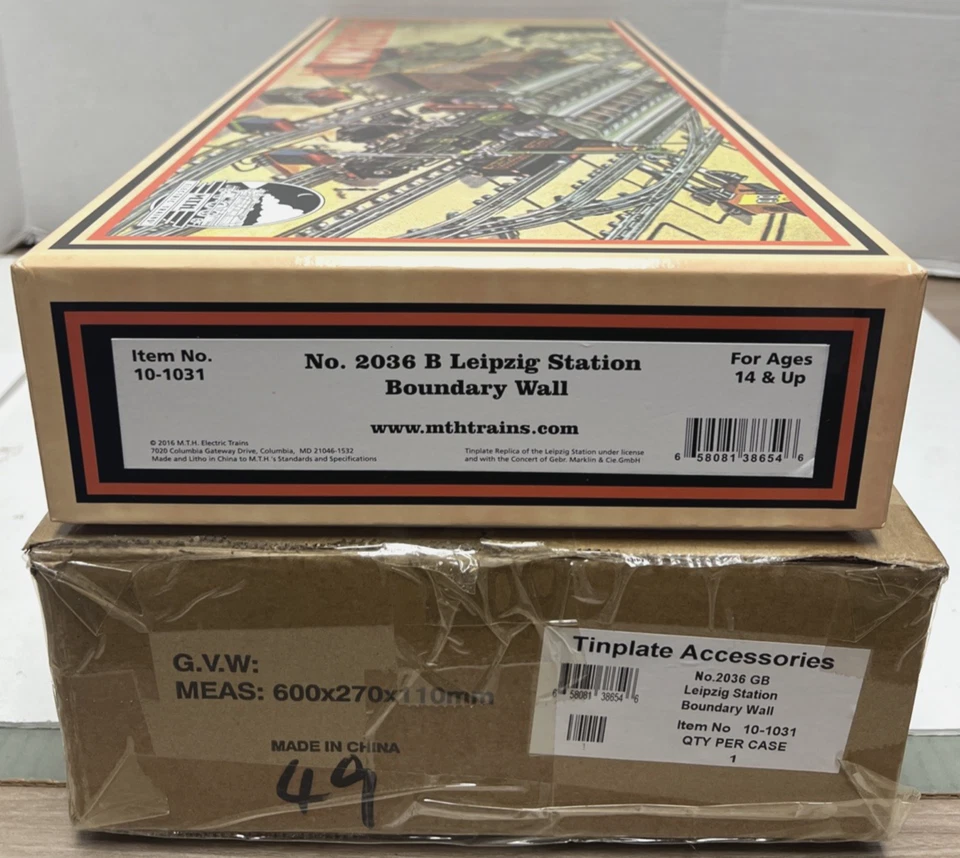 Item No.
10-1031
No. 2036 B Leipzig Station
Boundary Wall
For Ages
14 & Up
www.mthtrains.com
© 2016 M.T.H. Electric Trains
7020 Columbia Gateway Drive, Columbia, MD 21046-1532
Made and Litho in China to M.T.H.'s Standards and Specifications
Tinplate Replica of the Leipzig Station under license
and with the Concert of Gebr. Marklin & Cie.GmbH
6 58081 38654 6
G.V.W:
MEAS: 600x270x110mm
MADE IN CHINA
49
Tinplate Accessories
6 58081 38654 6
No.2036 GB
Leipzig Station
Boundary Wall
Item No 10-1031
QTY PER CASE
1
1